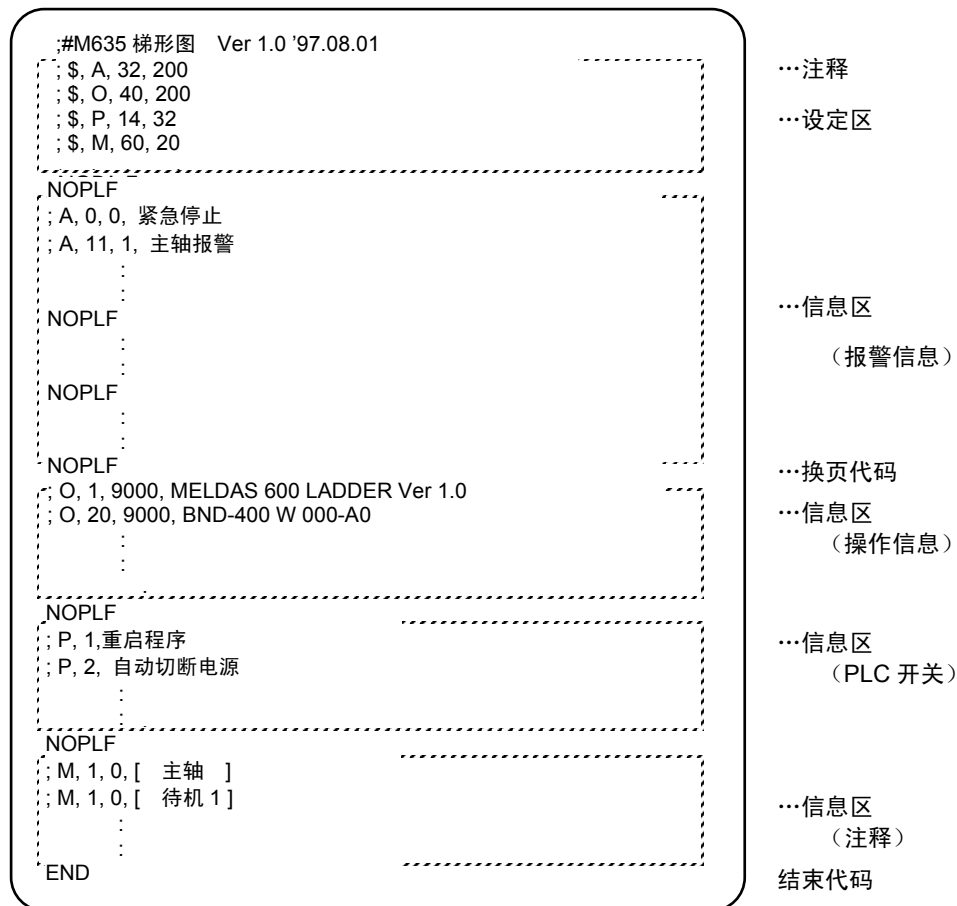 ;#M635 梯形图 Ver 1.0 '97.08.01
; $, A, 32, 200
…注释
; $, O, 40, 200
; $, P, 14, 32
…设定区
; $, M, 60, 20
NOPLF
; A, 0, 0, 紧急停止
; A, 11, 1, 主轴报警
:
:
NOPLF
…信息区
:
:
（报警信息）
NOPLF
:
:
NOPLF
…换页代码
; O, 1, 9000, MELDAS 600 LADDER Ver 1.0
; O, 20, 9000, BND-400 W 000-A0
…信息区
:
:
（操作信息）
NOPLF
; P, 1,重启程序
…信息区
; P, 2, 自动切断电源
（PLC 开关）
:
:
NOPLF
; M, 1, 0, [ 主轴 ]
; M, 1, 0, [ 待机 1 ]
…信息区
:
:
（注释）
END
结束代码